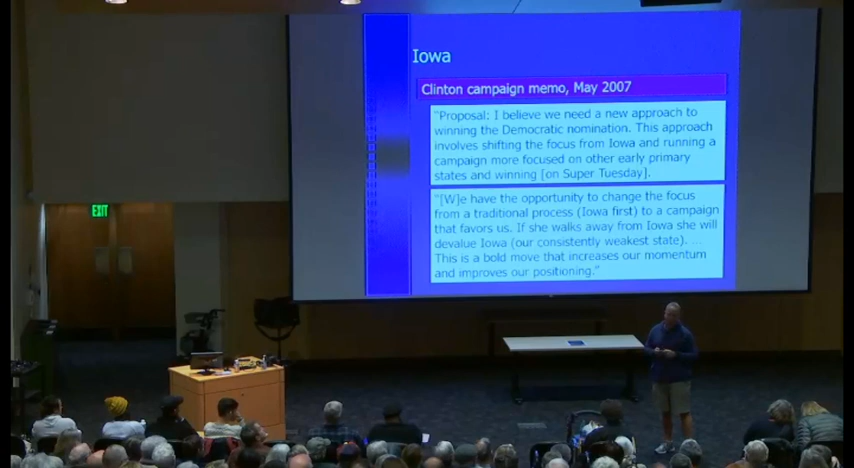 Iowa
Clinton campaign memo, May 2007
"Proposal: I believe we need a new approach to
winning the Democratic nomination. This approach
involves shifting the focus from Iowa and running a
campaign more focused on other early primary
states and winning [on Super Tuesday].
"[W]e have the opportunity to change the focus
from a traditional process (Iowa first) to a campaign
that favors us. If she walks away from Iowa she will
devalue Iowa (our consistently weakest state). ...
This is a bold move that increases our momentum
and improves our positioning."
EXIT